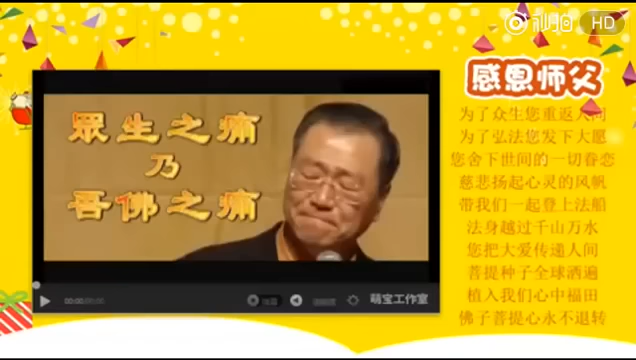 秒拍 HD
感恩师父
眾生之痛
乃
吾佛之痛
为了众生您重返人间
为了弘法您发下大愿
您舍下世间的一切眷恋
慈悲扬起心灵的风帆
带我们一起登上法船
法身越过千山万水
您把大爱传递人间
菩提种子全球洒遍
植入我们心中福田
佛子菩提心永不退转
萌宝工作室